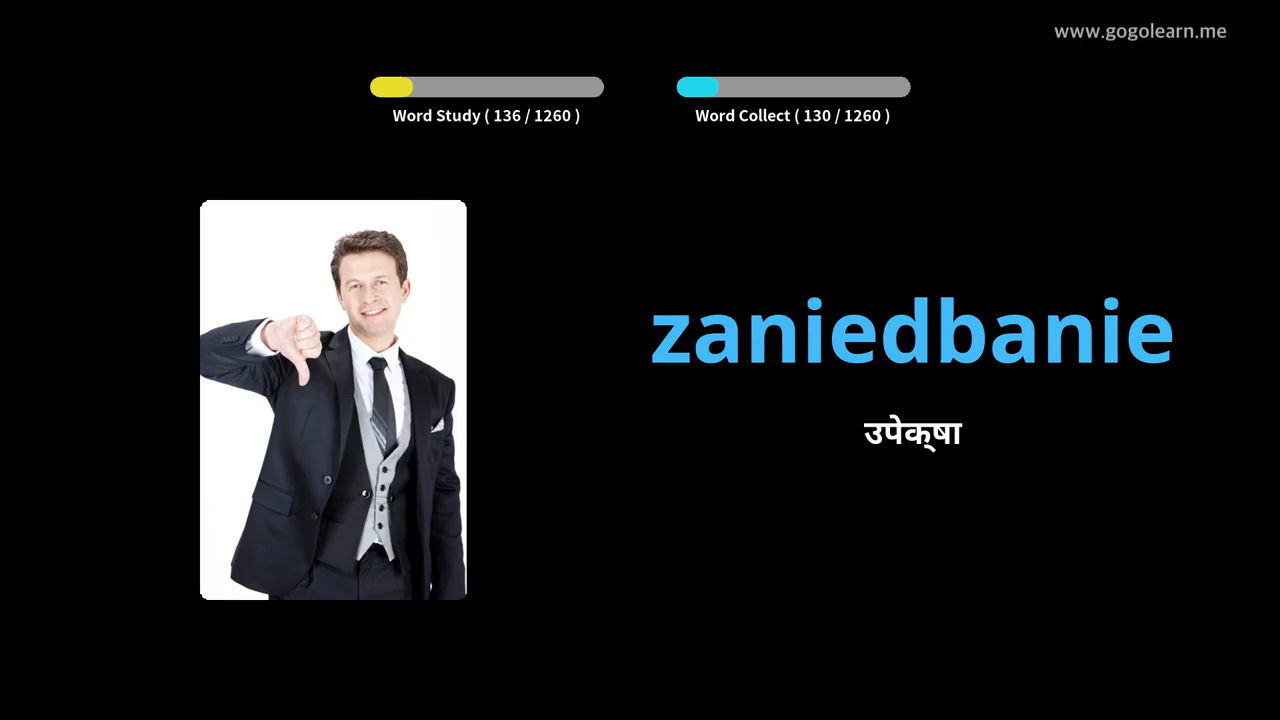 www.gogolearn.me
Word Study ( 136 / 1260 )
Word Collect ( 130 / 1260 )
zaniedbanie
उपेक्षा